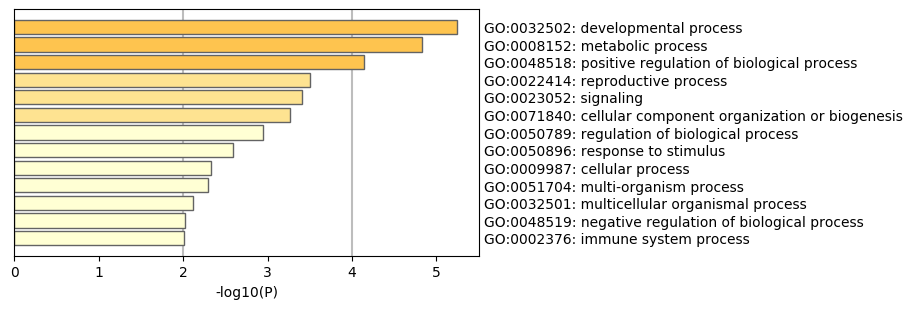 GO:0032502: developmental process
GO:0008152: metabolic process
GO:0048518: positive regulation of biological process
GO:0022414: reproductive process
GO:0023052: signaling
GO:0071840: cellular component organization or biogenesis
GO:0050789: regulation of biological process
GO:0050896: response to stimulus
GO:0009987: cellular process
GO:0051704: multi-organism process
GO:0032501: multicellular organismal process
GO:0048519: negative regulation of biological process
GO:0002376: immune system process
0 1 2 3 4 5
-log10(P)